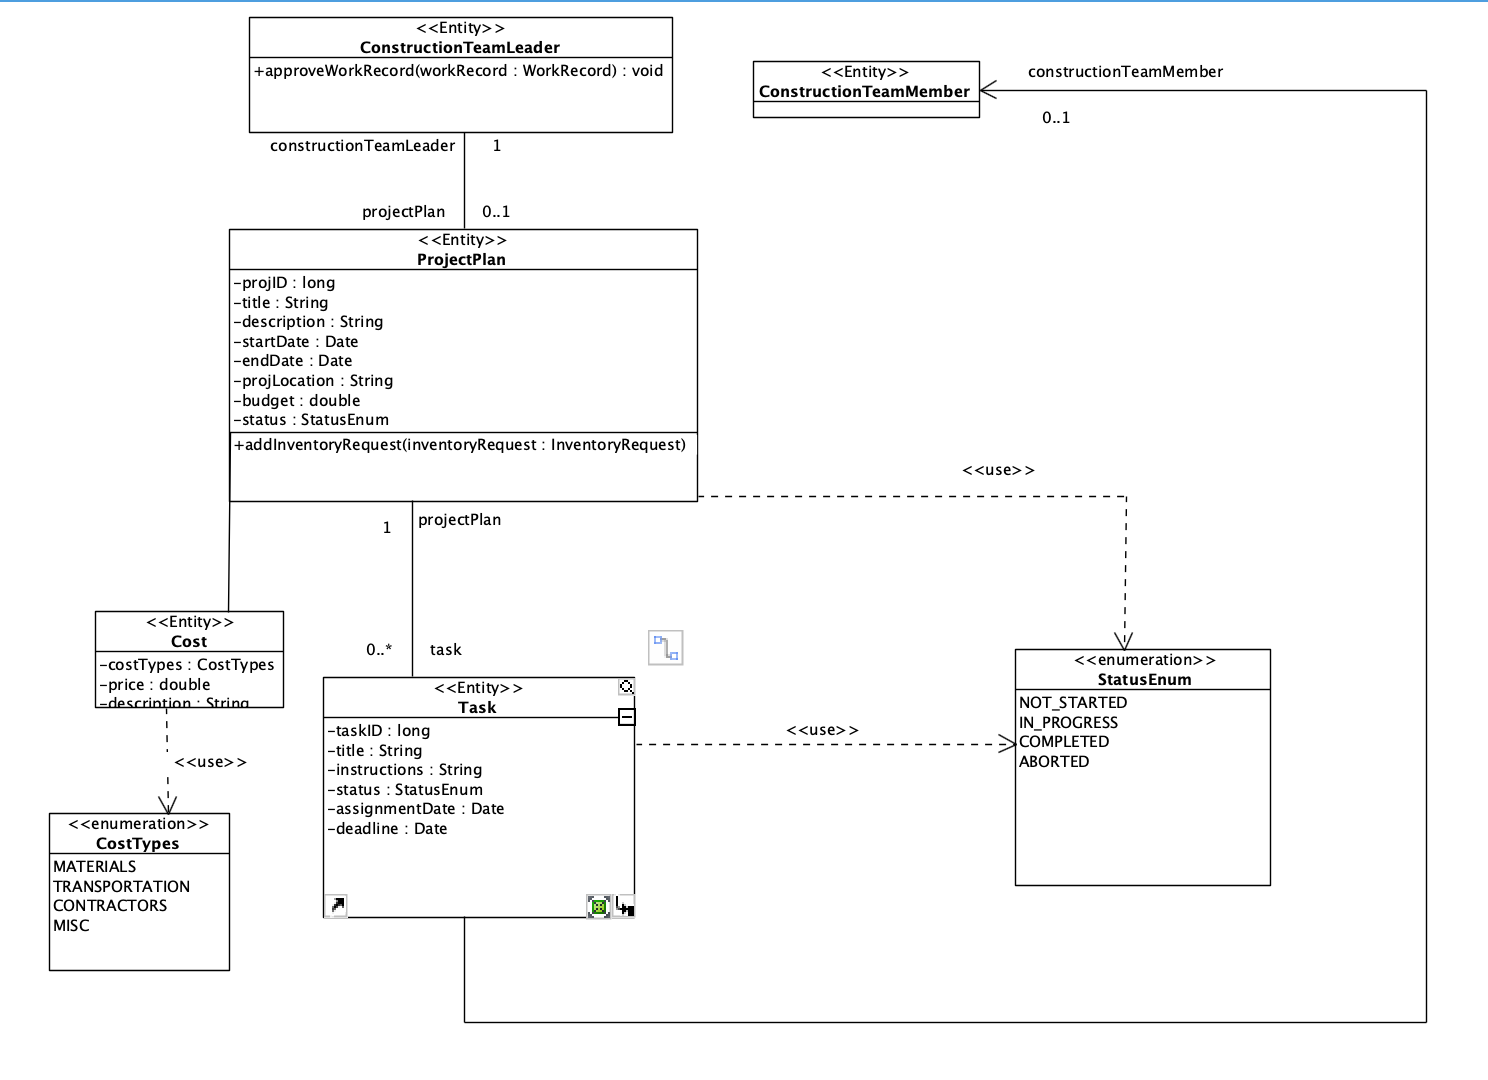 <<Entity>>
ConstructionTeamLeader
+approveWorkRecord(workRecord : WorkRecord) : void
<<Entity>>
ConstructionTeamMember
constructionTeamMember
0..1
constructionTeamLeader
1
projectPlan
0..1
<<Entity>>
ProjectPlan
-projID : long
-title : String
-description : String
-startDate : Date
-endDate : Date
-projLocation : String
-budget : double
-status : StatusEnum
+addInventoryRequest(inventoryRequest : InventoryRequest)
<<use>>
1
projectPlan
0..*
task
<<Entity>>
Cost
-costTypes : CostTypes
-price : double
-description : String
<<use>>
<<enumeration>>
CostTypes
MATERIALS
TRANSPORTATION
CONTRACTORS
MISC
<<Entity>>
Task
-taskID : long
-title : String
-instructions : String
-status : StatusEnum
-assignmentDate : Date
-deadline : Date
<<use>>
<<enumeration>>
StatusEnum
NOT_STARTED
IN_PROGRESS
COMPLETED
ABORTED